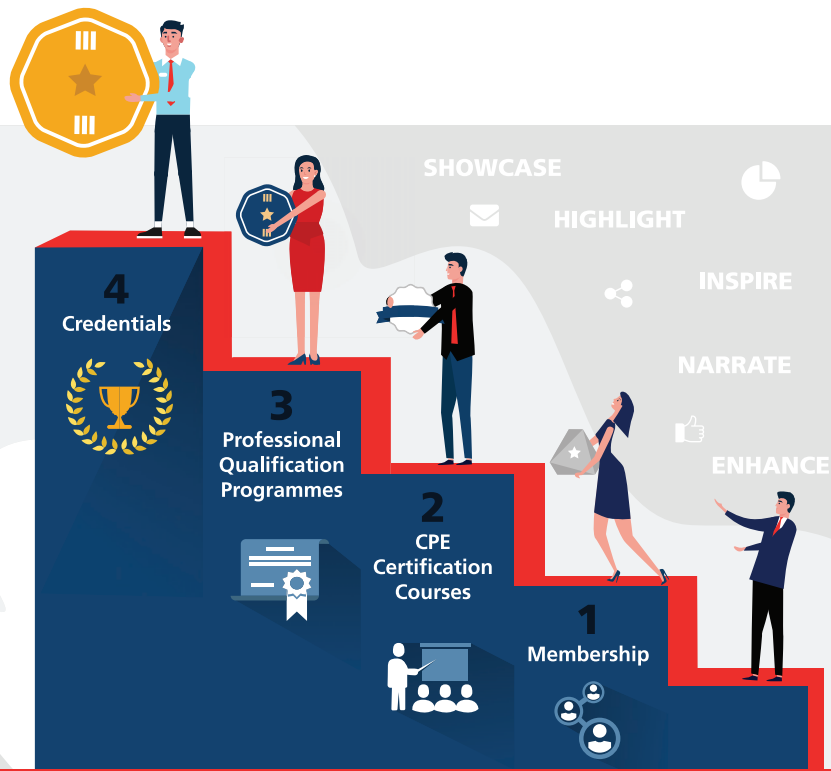 SHOWCASE
HIGHLIGHT
INSPIRE
NARRATE
ENHANCE
4
Credentials
3
Professional
Qualification
Programmes
2
CPE
Certification
Courses
1
Membership